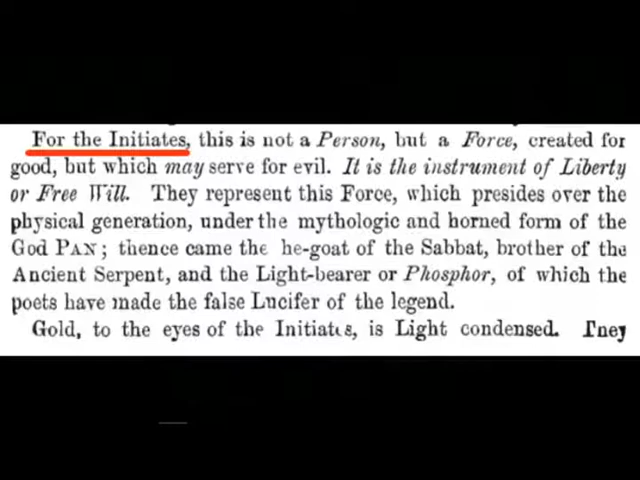 For the Initiates, this is not a Person, but a Force, created for
good, but which may serve for evil. It is the instrument of Liberty
or Free Will. They represent this Force, which presides over the
physical generation, under the mythologic and horned form of the
God PAN; thence came the he-goat of the Sabbat, brother of the
Ancient Serpent, and the Light-bearer or Phosphor, of which the
poets have made the false Lucifer of the legend.
Gold, to the eyes of the Initiates, is Light condensed. They